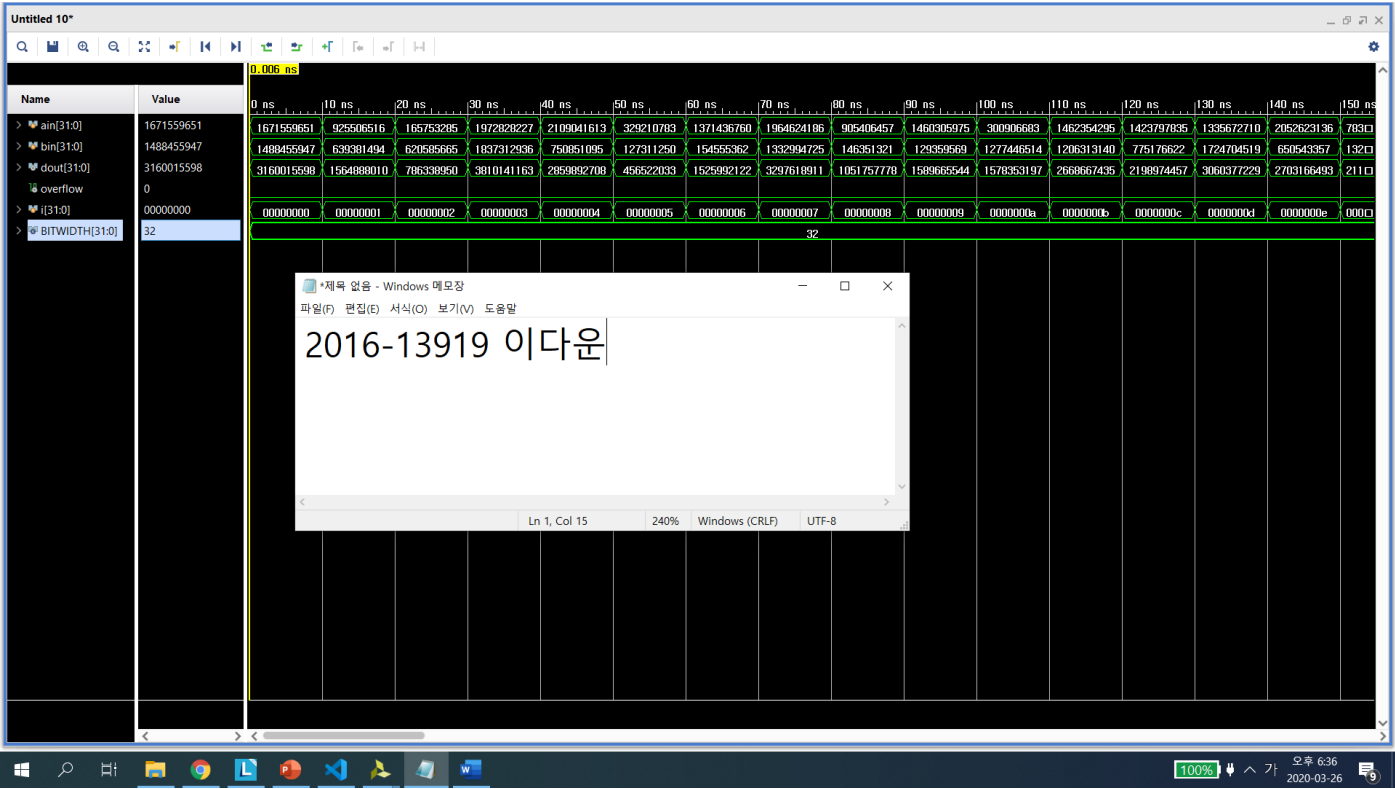 Untitled 10*
0.006 ns
Name Value
0 ns 10 ns 20 ns 30 ns 40 ns 50 ns 60 ns 70 ns 80 ns 90 ns 100 ns 110 ns 120 ns 130 ns 140 ns 150 ns
ain[31:0] 1671559651 1671559651 925506516 165753285 1972828227 2109041613 329210783 1371436760 1964624186 905406457 1460305975 300906683 1462354295 1423797835 1335672710 2052623136 783
bin[31:0] 1488455947 1488455947 639381494 620585665 1837312936 750851095 127311250 154555362 1332994725 146351321 129359569 1277446514 1206313140 775176622 1724704519 650543357 132
dout[31:0] 3160015598 3160015598 1564888010 786338950 3810141163 2859892708 456522033 1525992122 3297618911 1051757778 1589665544 1578353197 2668667435 2198974457 3060377229 2703166493 211
overflow 0
i[31:0] 00000000 00000000 00000001 00000002 00000003 00000004 00000005 00000006 00000007 00000008 00000009 0000000a 0000000b 0000000c 0000000d 0000000e 000
BITWIDTH[31:0] 32 32
*제목 없음 - Windows 메모장
파일(F) 편집(E) 서식(O) 보기(V) 도움말
2016-13919 이다운
Ln 1, Col 15 240% Windows (CRLF) UTF-8
100% 가 오후 6:36
2020-03-26
9